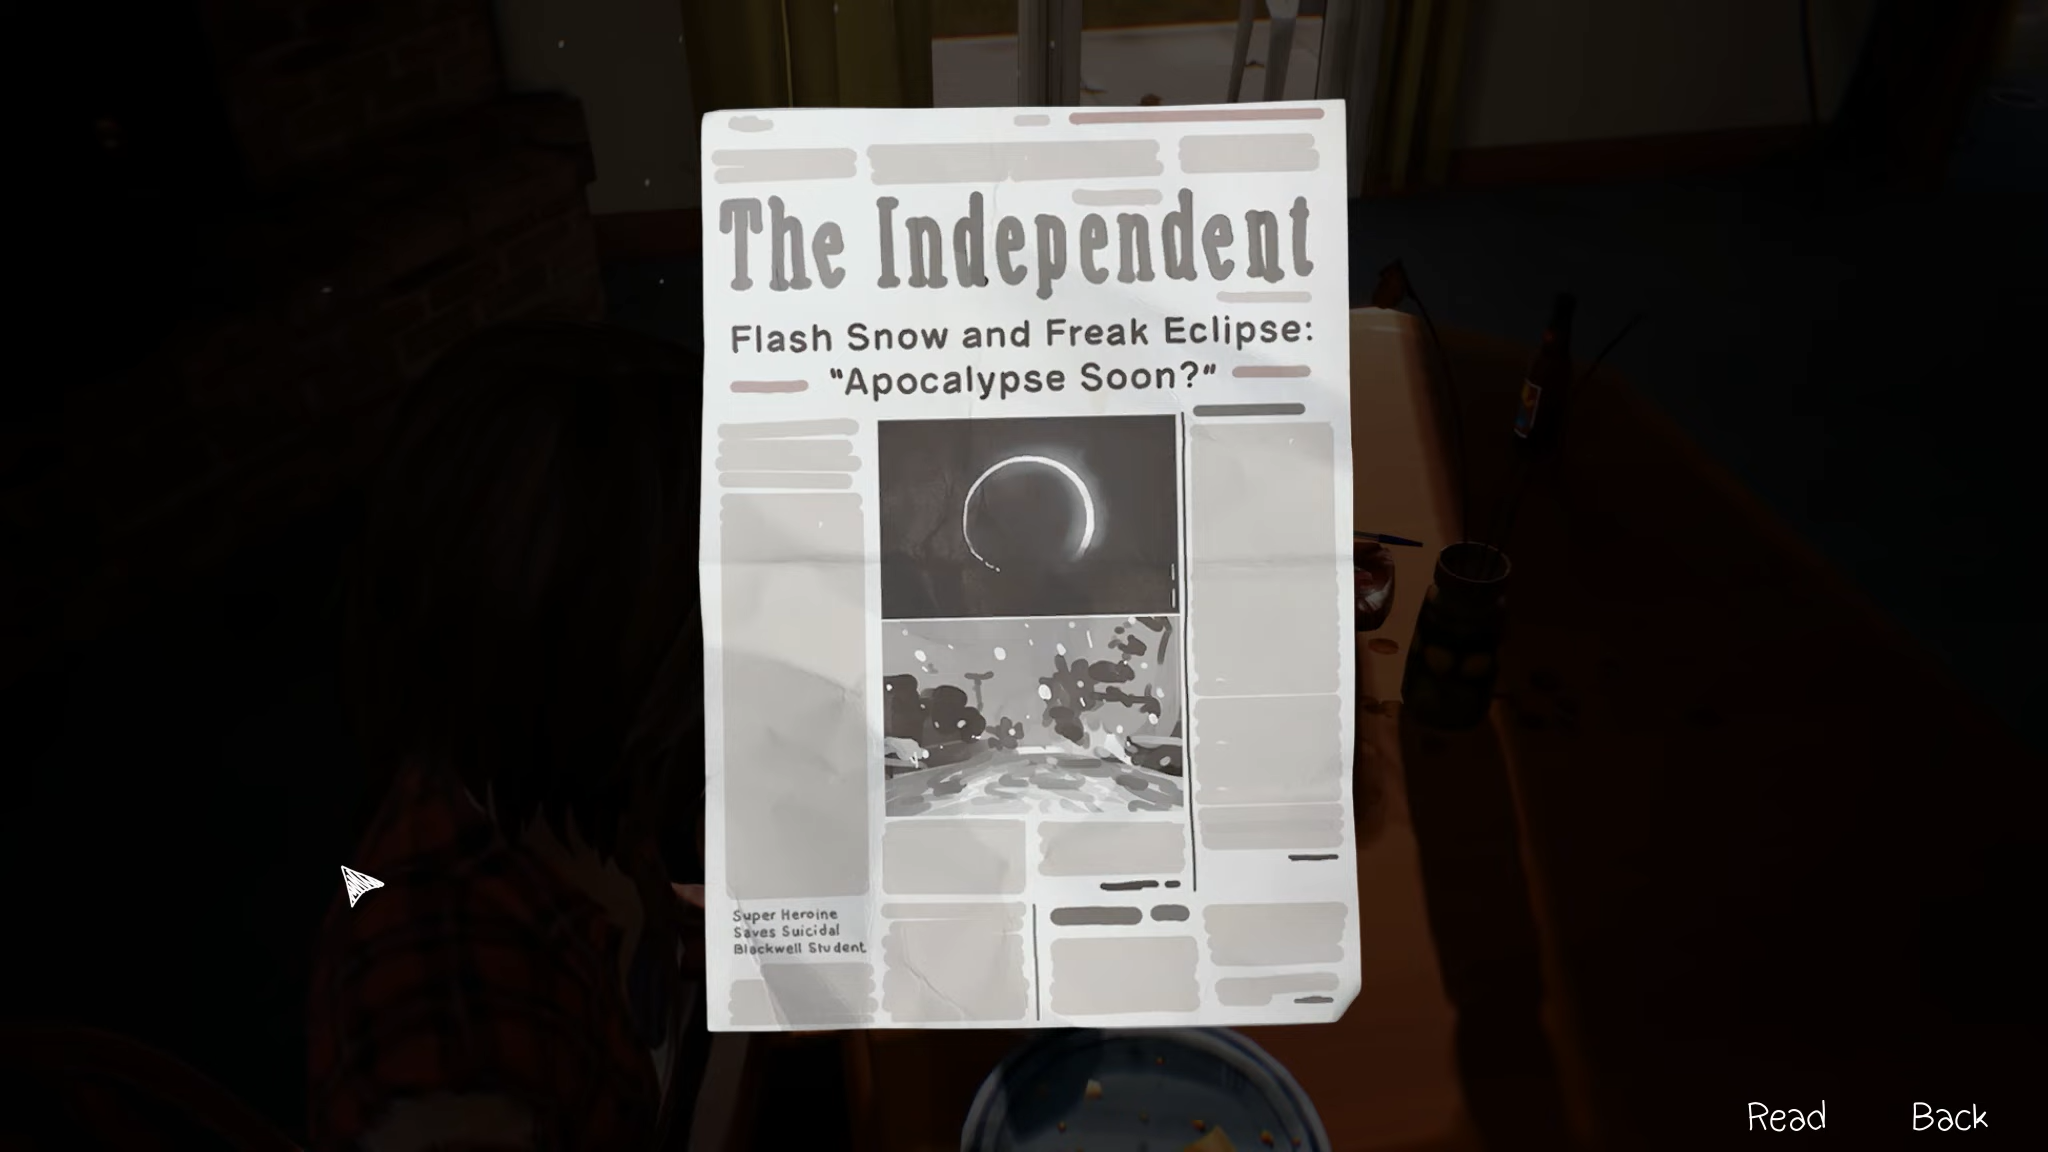 The Independent
Flash Snow and Freak Eclipse:
"Apocalypse Soon?"
Super Heroine
Saves Suicidal
Blackwell Student
Read
Back